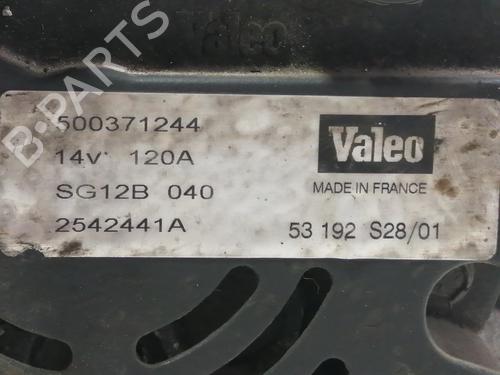 Valeo
B-PARTS
500371244
14v 120A
SG12B 040
2542441A
Valeo
MADE IN FRANCE
53 192 S28/01